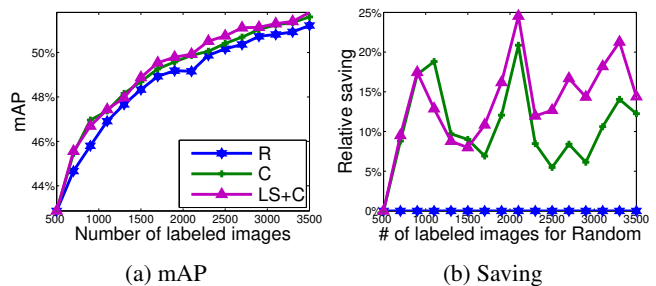 50%
48%
46%
44%
mAP
R
C
LS+C
500 1000 1500 2000 2500 3000 3500
Number of labeled images
(a) mAP
25%
20%
15%
10%
5%
0%
Relative saving
500 1000 1500 2000 2500 3000 3500
# of labeled images for Random
(b) Saving